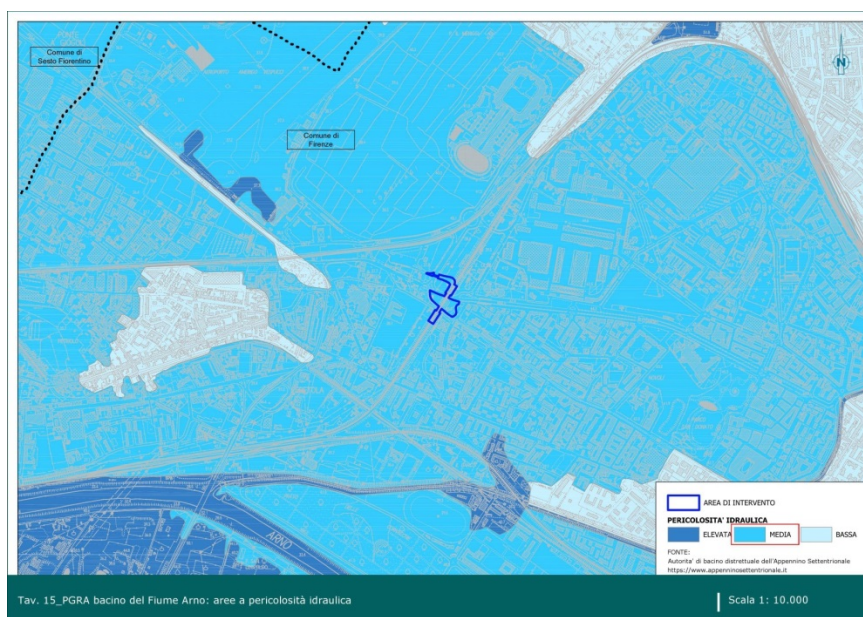 Comune di
Sesto Fiorentino
N
Comune di
Firenze
ARNO
AREA DI INTERVENTO
PERICOLOSITA' IDRAULICA
ELEVATA
MEDIA
BASSA
FONTE:
Autorita' di bacino distrettuale dell'Appennino Settentrionale
https://www.appenninosettentrionale.it
Tav. 15_PGRA bacino del Fiume Arno: aree a pericolosità idraulica
Scala 1: 10.000